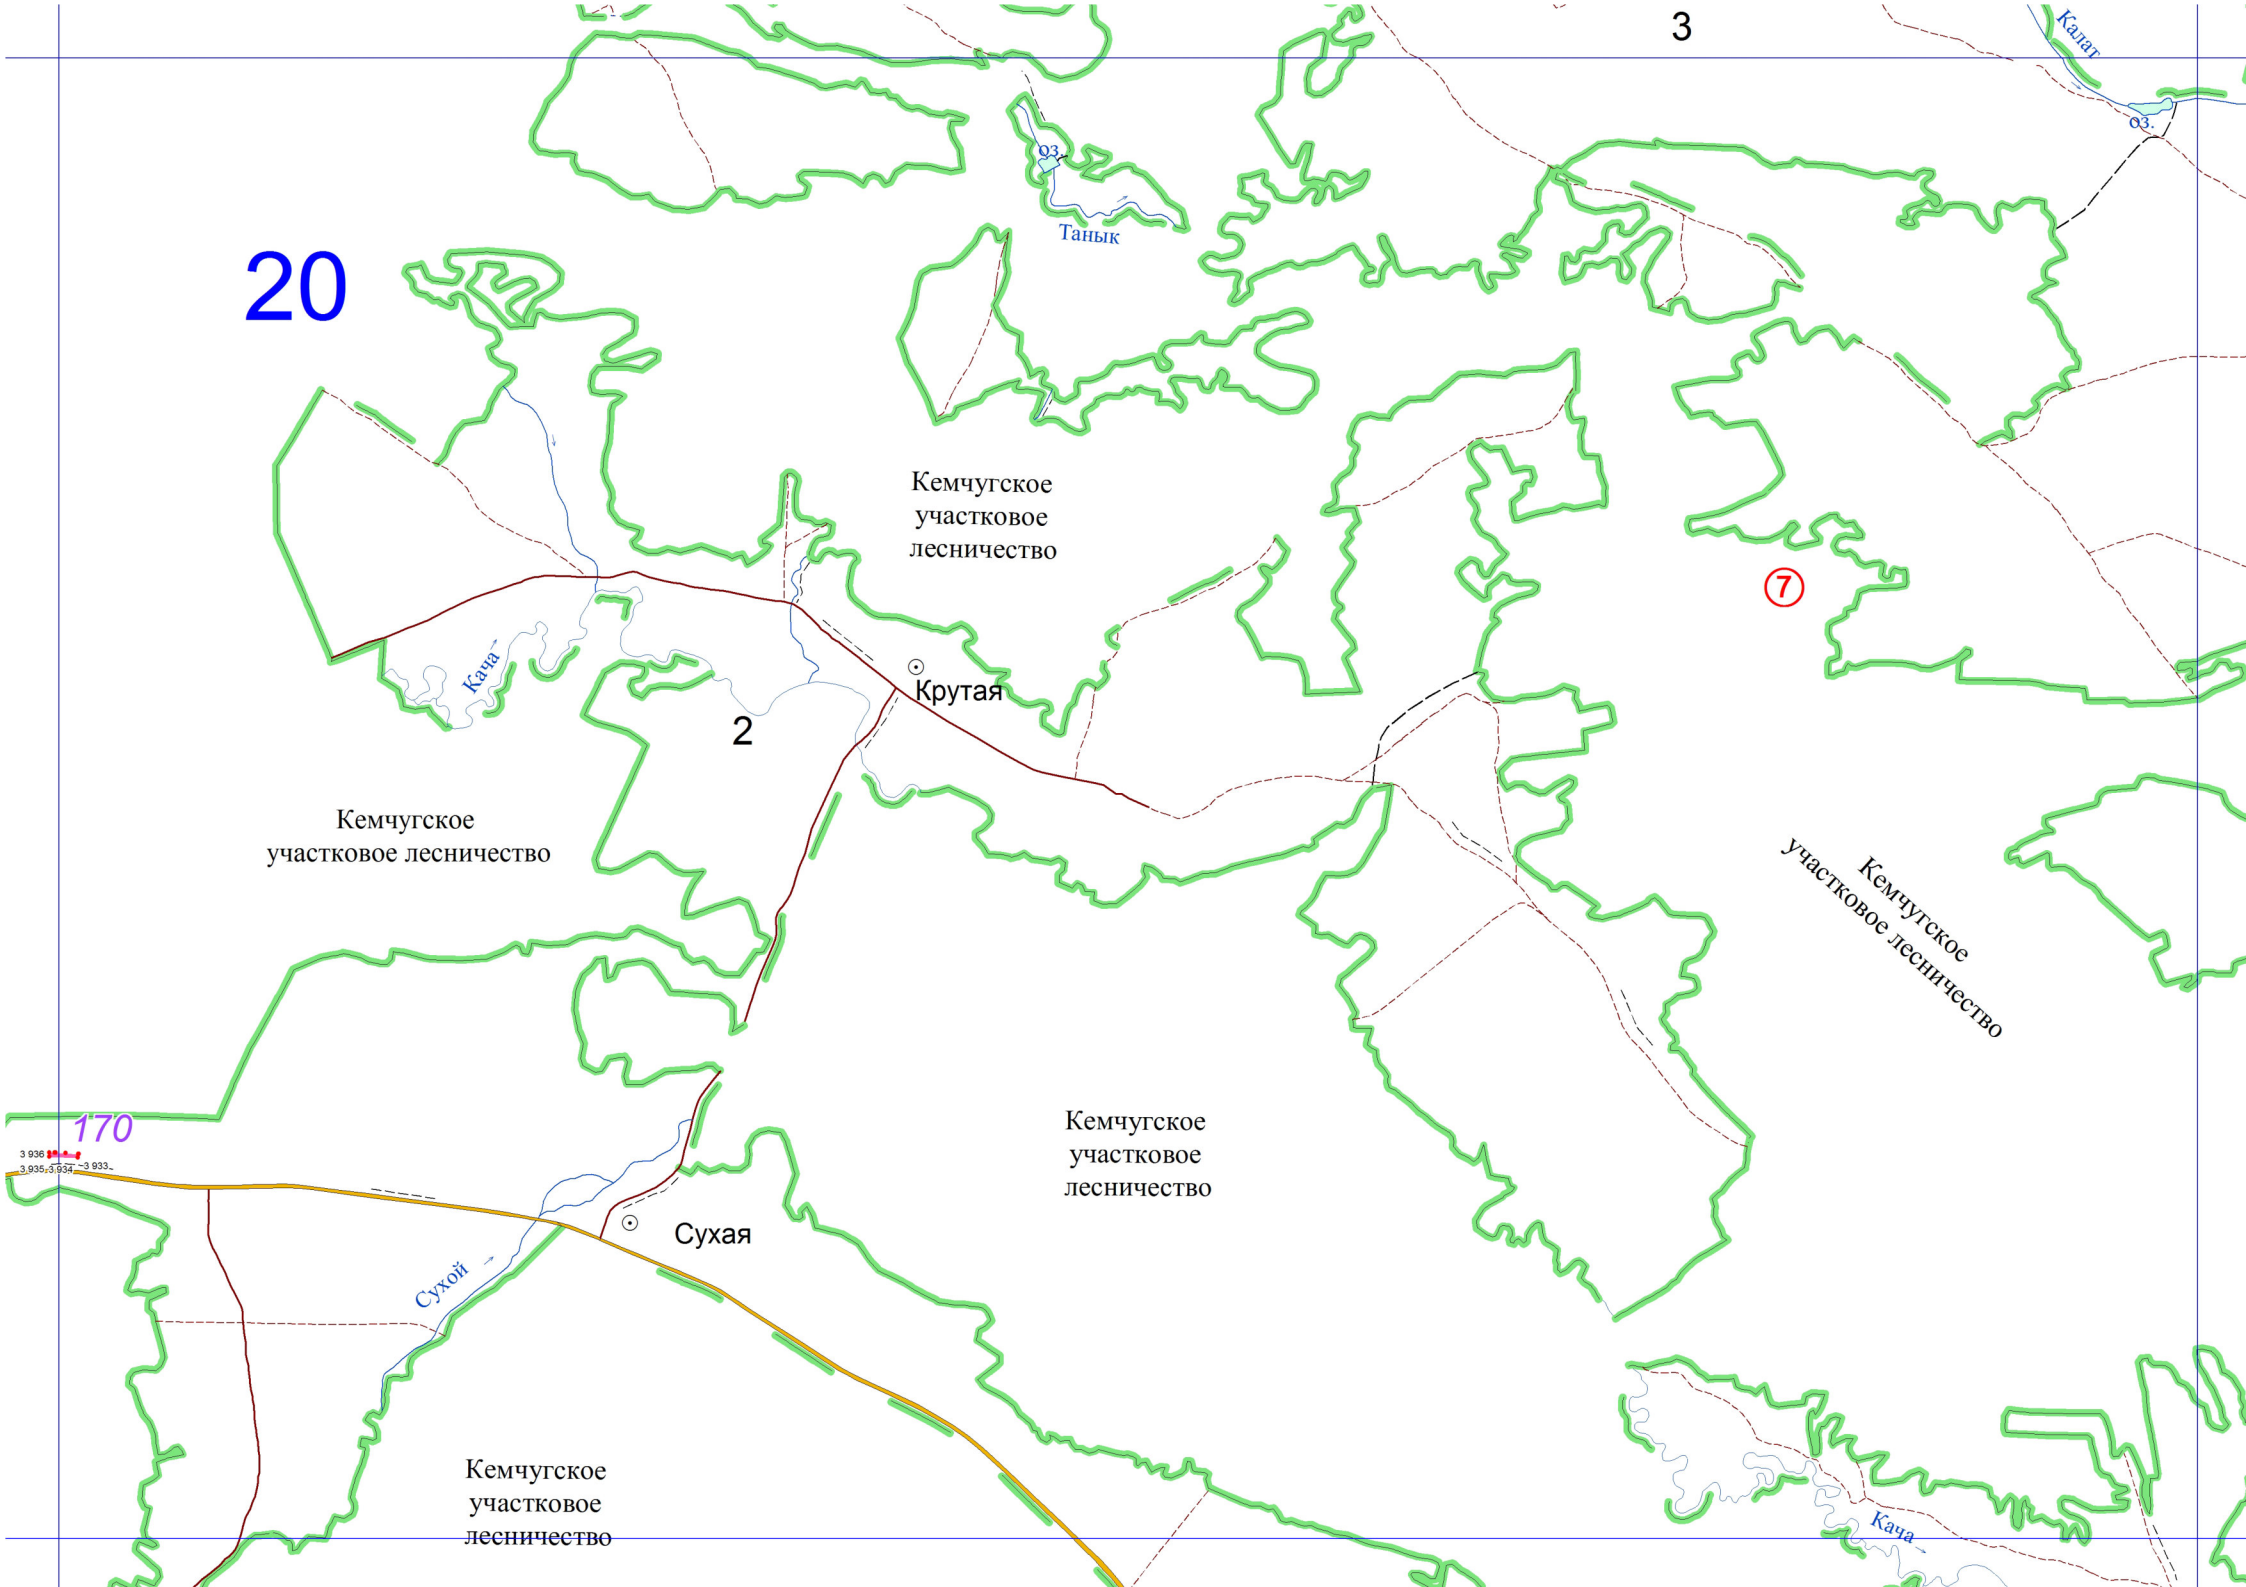 3
Калат
оз.
оз.
Танык
20
Кемчугское
участковое
лесничество
7
Кача
Крутая
2
Кемчугское
участковое лесничество
Кемчугское
участковое лесничество
170
3 936
3 935
3 934
3 933
Кемчугское
участковое
лесничество
Сухая
Сухой
Кемчугское
участковое
лесничество
Кача